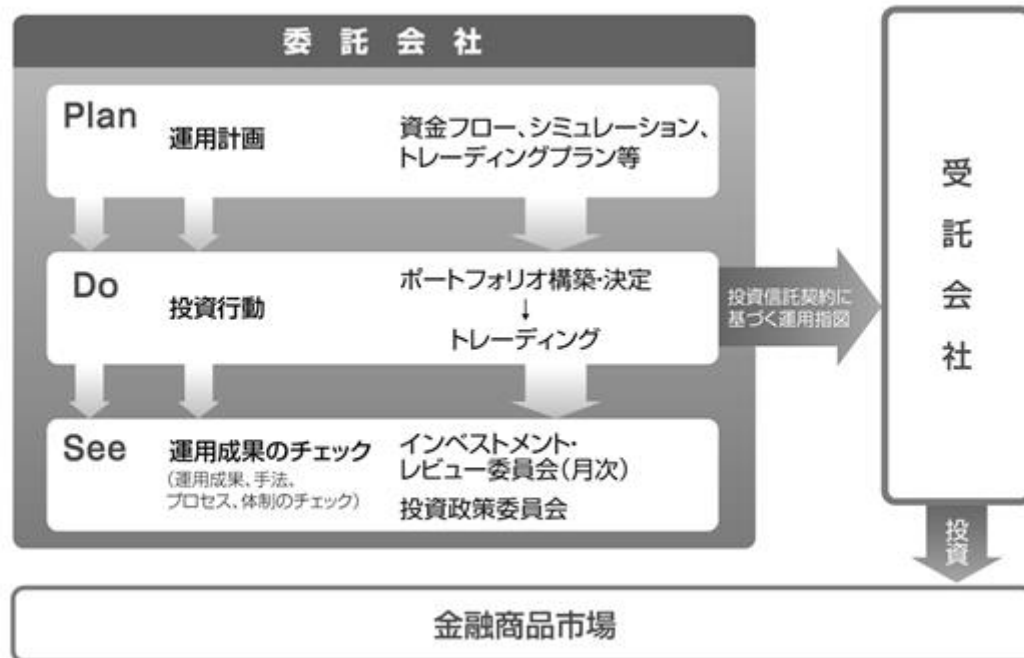 委託会社
Plan
運用計画
資金フロー、シミュレーション、
トレーディングプラン等
Do
投資行動
ポートフォリオ構築・決定
↓
トレーディング
See
運用成果のチェック
(運用成果、手法、
プロセス、体制のチェック)
インベストメント・
レビュー委員会(月次)
投資政策委員会
投資信託契約に
基づく運用指図
受託会社
投資
金融商品市場